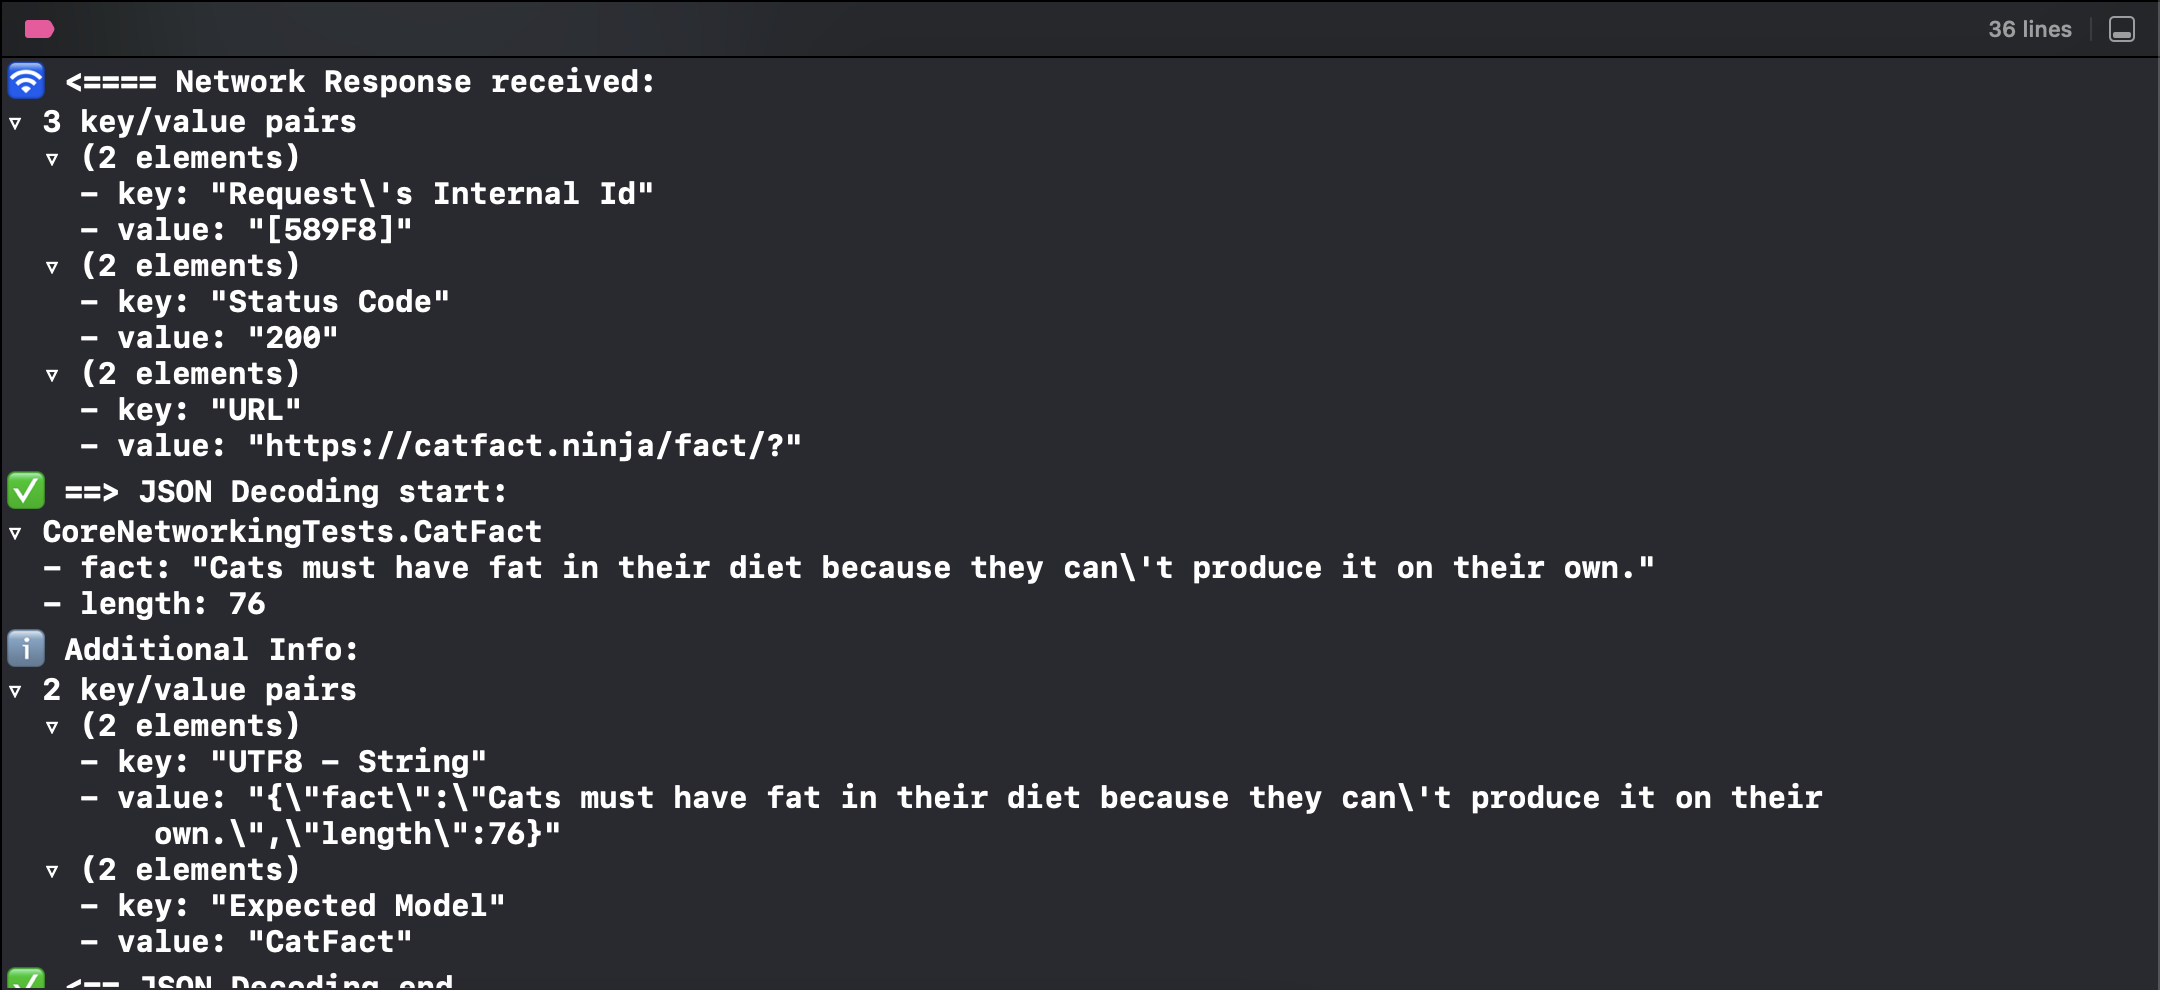 36 lines
<==== Network Response received:
▿ 3 key/value pairs
▿ (2 elements)
- key: "Request\'s Internal Id"
- value: "[589F8]"
▿ (2 elements)
- key: "Status Code"
- value: "200"
▿ (2 elements)
- key: "URL"
- value: "https://catfact.ninja/fact/?"
==> JSON Decoding start:
▿ CoreNetworkingTests.CatFact
- fact: "Cats must have fat in their diet because they can\'t produce it on their own."
- length: 76
Additional Info:
▿ 2 key/value pairs
▿ (2 elements)
- key: "UTF8 - String"
- value: "{\"fact\":\"Cats must have fat in their diet because they can\'t produce it on their
own.\",\"length\":76}"
▿ (2 elements)
- key: "Expected Model"
- value: "CatFact"
<== JSON Decoding end